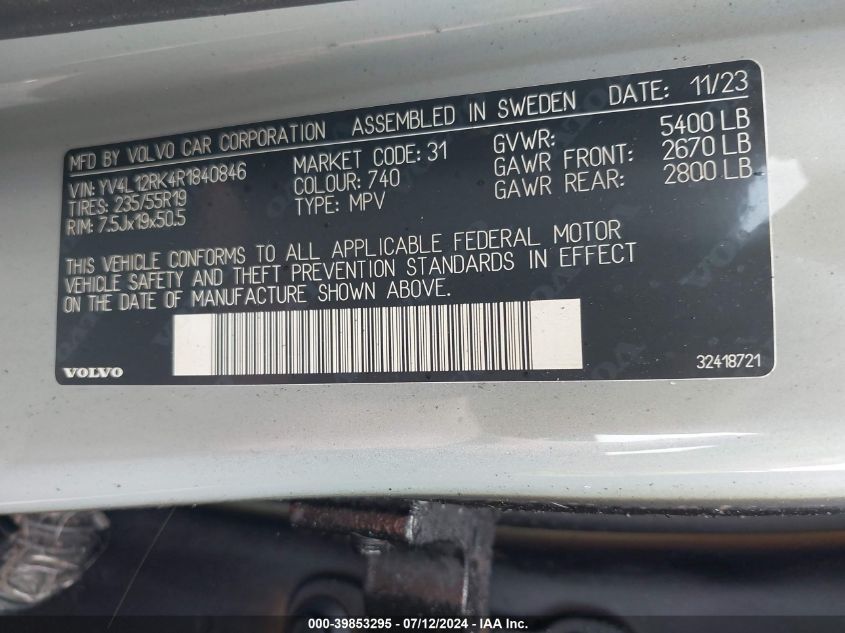 MFD BY VOLVO CAR CORPORATION ASSEMBLED IN SWEDEN DATE: 11/23
VIN: YV4L12RK4R1840846 MARKET CODE: 31 GVWR: 5400 LB
TIRES: 235/55R19 COLOUR: 740 GAWR FRONT: 2670 LB
RIM: 7.5Jx19x50.5 TYPE: MPV GAWR REAR: 2800 LB
THIS VEHICLE CONFORMS TO ALL APPLICABLE FEDERAL MOTOR
VEHICLE SAFETY AND THEFT PREVENTION STANDARDS IN EFFECT
ON THE DATE OF MANUFACTURE SHOWN ABOVE.
VOLVO 32418721
000-39853295 - 07/12/2024 - IAA Inc.